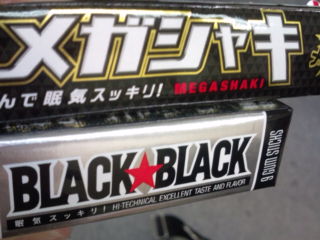 メガシャキ
んで眠気スッキリ! MEGASHAKI
BLACK★BLACK
9 GUM STICKS
眠気スッキリ! HI-TECHNICAL EXCELLENT TASTE AND FLAVOR